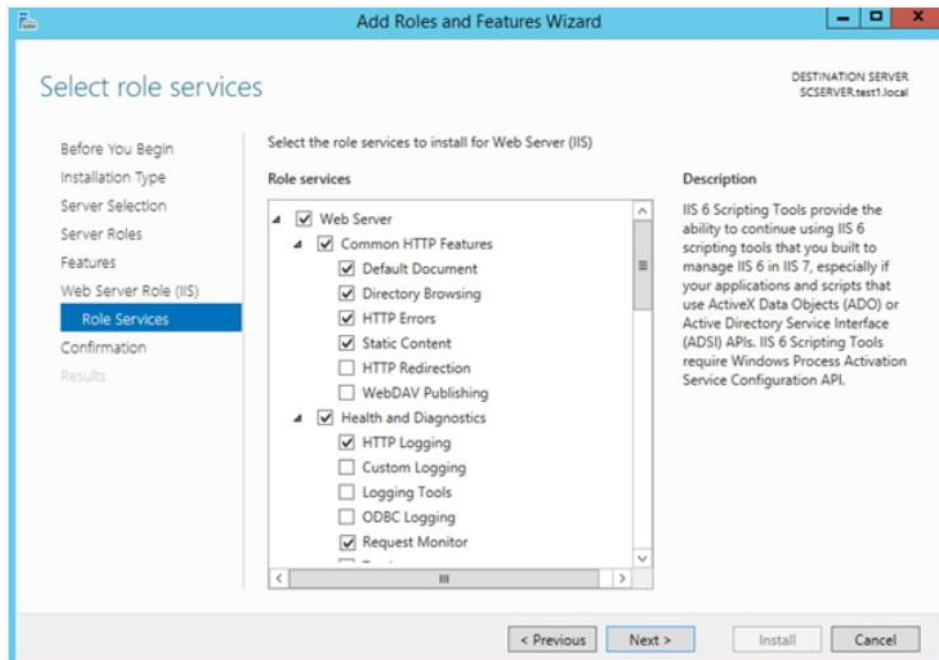 Add Roles and Features Wizard
Select role services
DESTINATION SERVER
SCSERVER.test1.local
Before You Begin
Installation Type
Server Selection
Server Roles
Features
Web Server Role (IIS)
Role Services
Confirmation
Results
Select the role services to install for Web Server (IIS)
Role services
Web Server
Common HTTP Features
Default Document
Directory Browsing
HTTP Errors
Static Content
HTTP Redirection
WebDAV Publishing
Health and Diagnostics
HTTP Logging
Custom Logging
Logging Tools
ODBC Logging
Request Monitor
Description
IIS 6 Scripting Tools provide the
ability to continue using IIS 6
scripting tools that you built to
manage IIS 6 in IIS 7, especially if
your applications and scripts that
use ActiveX Data Objects (ADO) or
Active Directory Service Interface
(ADSI) APIs. IIS 6 Scripting Tools
require Windows Process Activation
Service Configuration API.
< Previous
Next >
Install
Cancel